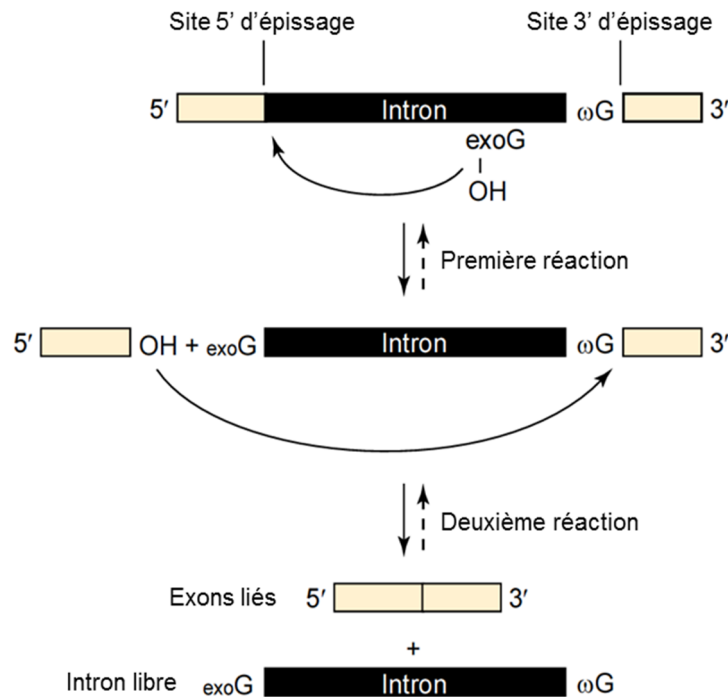 Site 5′ d'épissage Site 3′ d'épissage
5′ Intron ωG 3′
exoG
OH
Première réaction
5′ OH + exoG Intron ωG 3′
Deuxième réaction
Exons liés 5′ 3′
+
Intron libre exoG Intron ωG